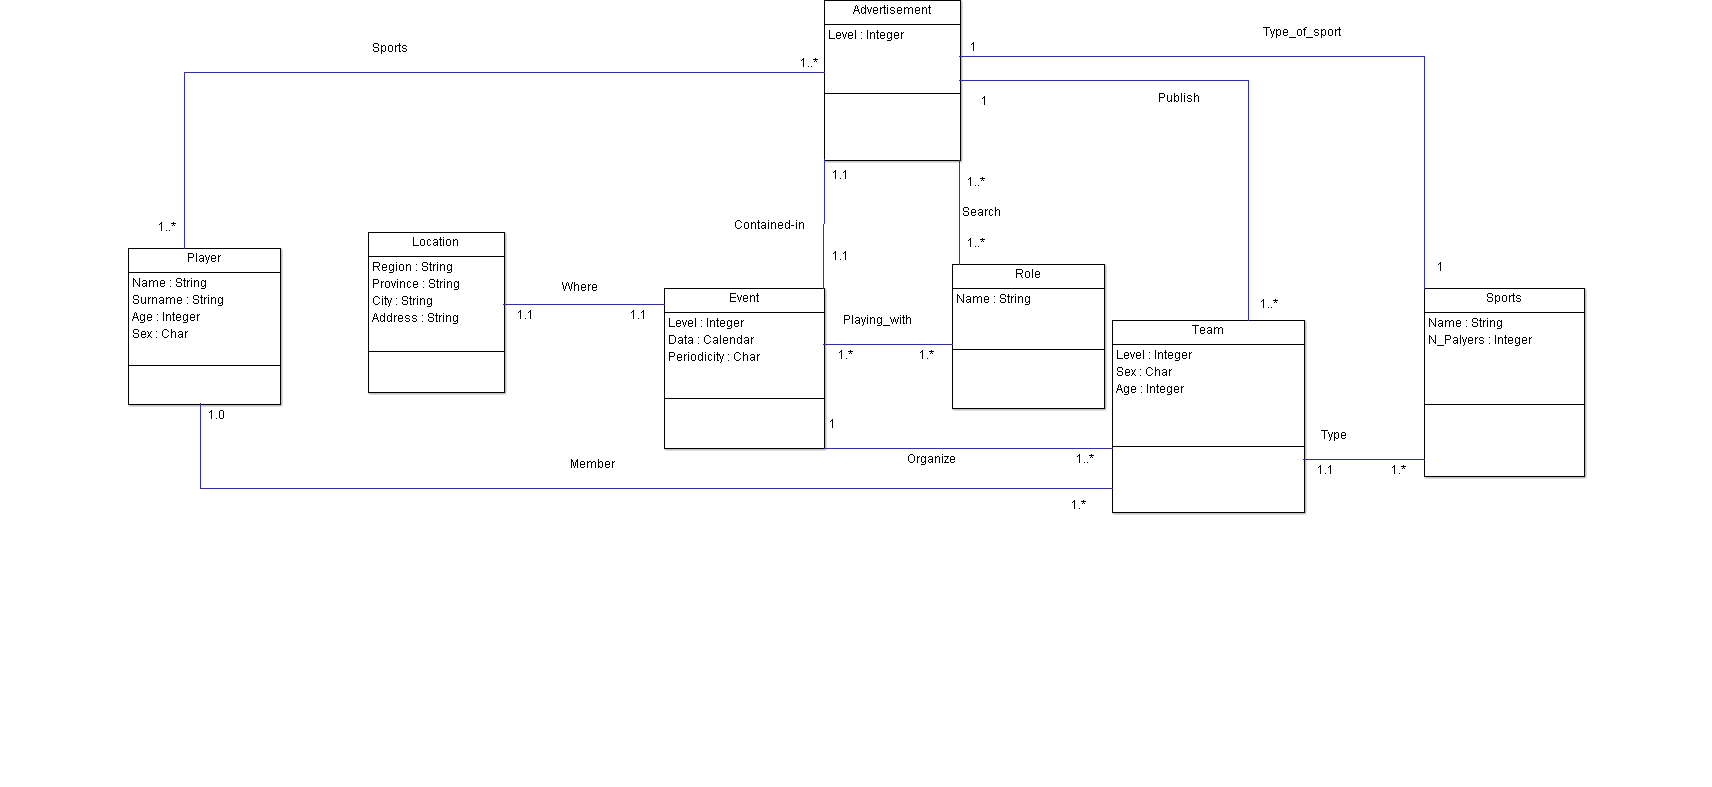 Advertisement
Level : Integer
Sports
1..*
1
Type_of_sport
1
Publish
1.1
1..*
Contained-in
Search
1.1
1..*
1..*
Player
Name : String
Surname : String
Age : Integer
Sex : Char
1.0
Location
Region : String
Province : String
City : String
Address : String
Where
1.1
1.1
Event
Level : Integer
Data : Calendar
Periodicity : Char
Playing_with
1.*
1.*
Role
Name : String
1
Organize
1..*
Member
1.*
1..*
Team
Level : Integer
Sex : Char
Age : Integer
Type
1.1
1.*
1
Sports
Name : String
N_Palyers : Integer